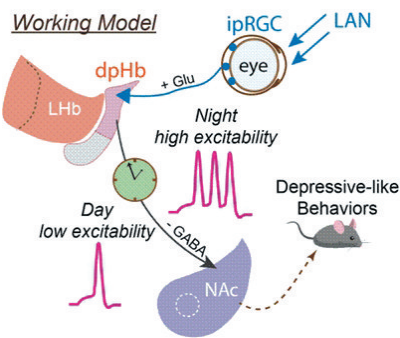 Working Model
ipRGC
LAN
dpHb
+ Glu
eye
LHb
Night
high excitability
Day
low excitability
- GABA
Depressive-like
Behaviors
NAc